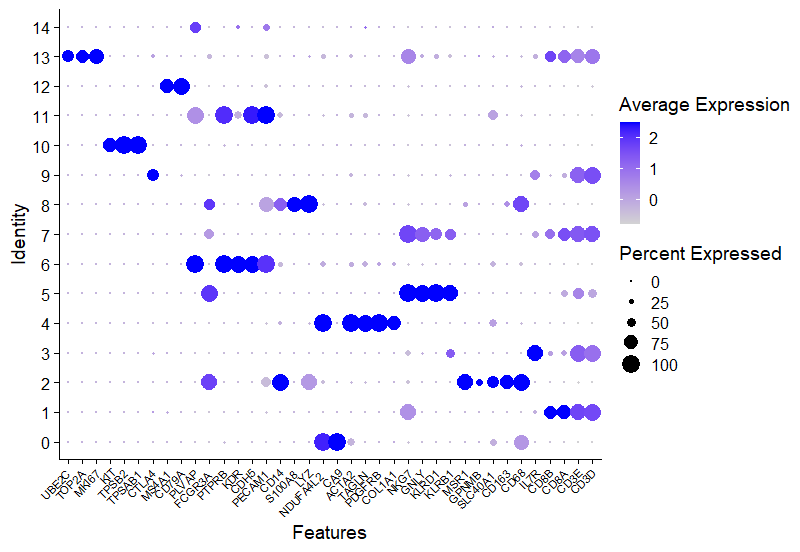 14
13
12
11
10
9
8
7
6
5
4
3
2
1
0
Identity
UBE2C
TOP2A
MKI67
KIT
TPSB2
TPSAB1
CTLA4
MS4A1
CD79A
PLVAP
FCGR3A
PTPRB
KDR
CDH5
PECAM1
CD14
S100A8
LYZ
NDUFA4L2
CA9
ACTA2
TAGLN
PDGFRB
COL1A1
NKG7
GNLY
KLRD1
KLRB1
MSR1
GPNMB
SLC40A1
CD163
CD68
IL7R
CD8B
CD8A
CD3E
CD3D
Features
Average Expression
2
1
0
Percent Expressed
0
25
50
75
100